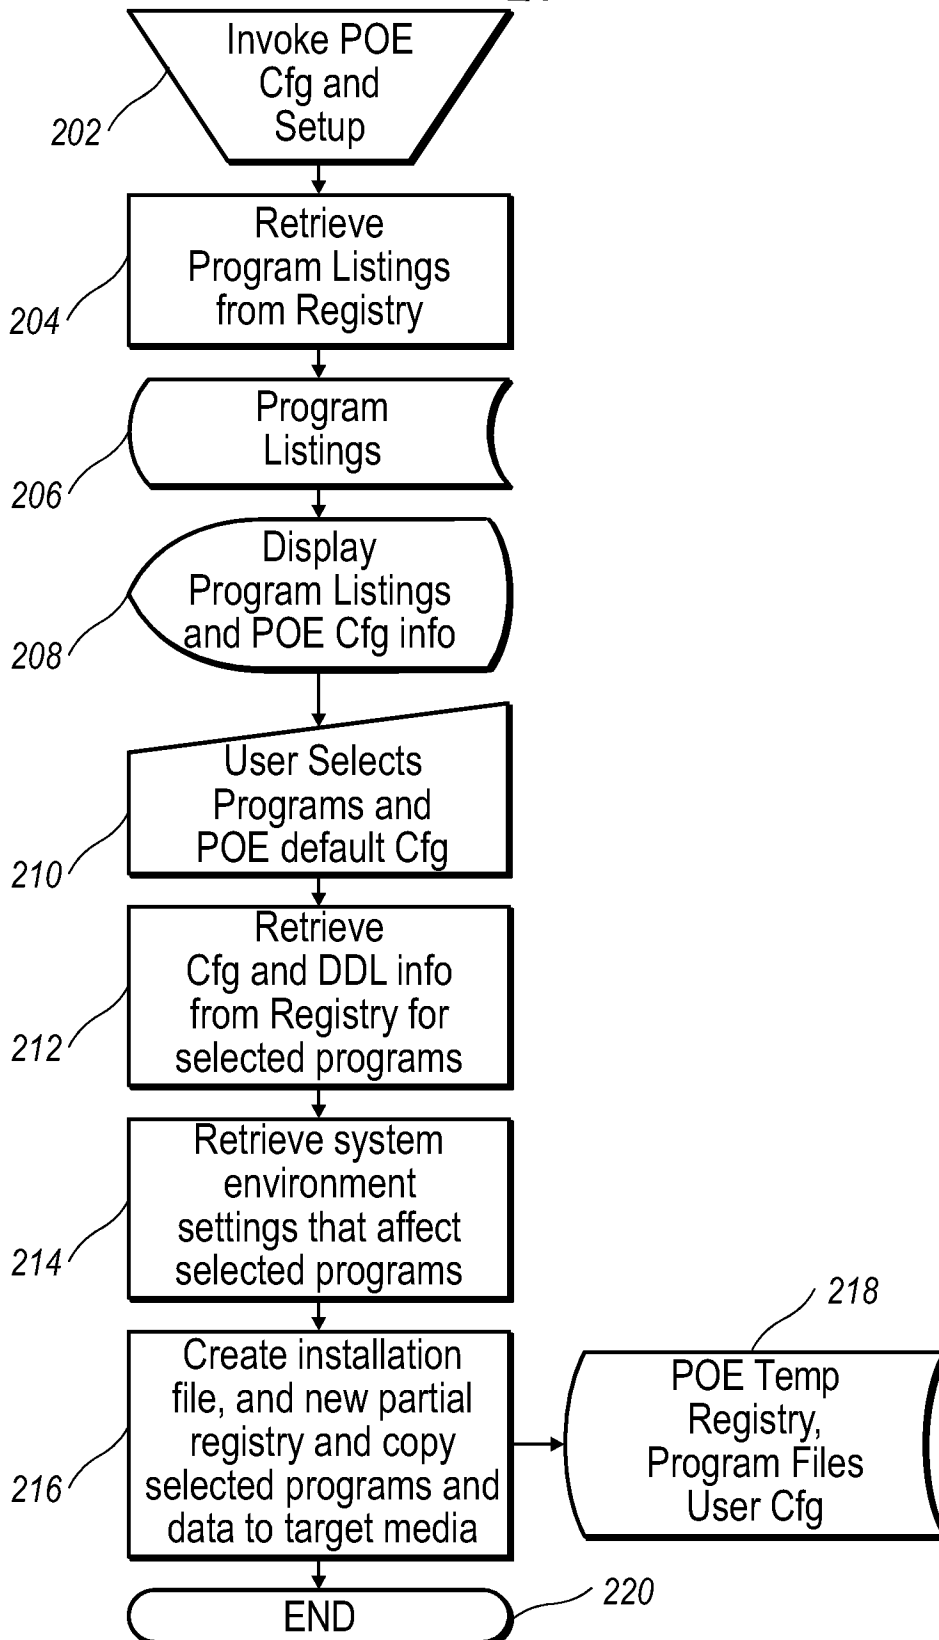 Invoke POE
Cfg and
Setup
202
Retrieve
Program Listings
from Registry
204
Program
Listings
206
Display
Program Listings
and POE Cfg info
208
User Selects
Programs and
POE default Cfg
210
Retrieve
Cfg and DDL info
from Registry for
selected programs
212
Retrieve system
environment
settings that affect
selected programs
214
Create installation
file, and new partial
registry and copy
selected programs and
data to target media
216
218
POE Temp
Registry,
Program Files
User Cfg
END
220